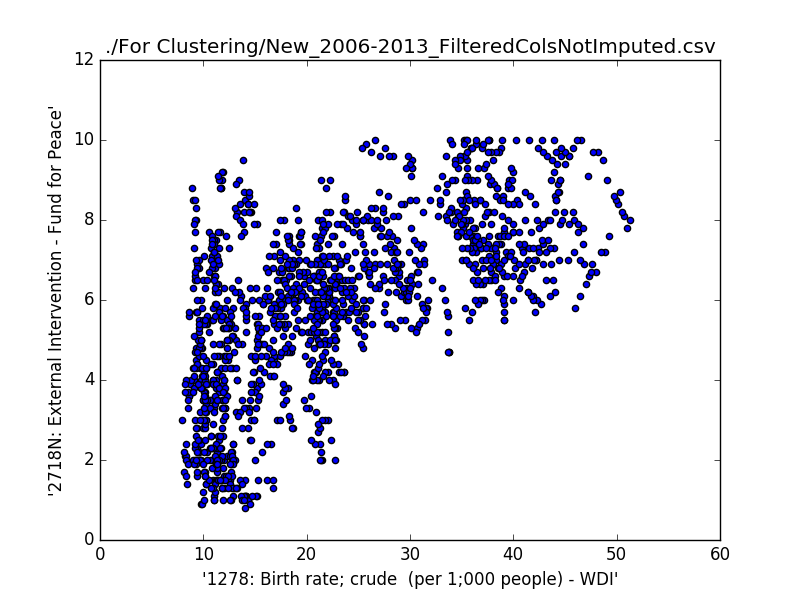 ./For Clustering/New_2006-2013_FilteredColsNotImputed.csv
'2718N: External Intervention - Fund for Peace'
12
10
8
6
4
2
0
0 10 20 30 40 50 60
'1278: Birth rate; crude  (per 1;000 people) - WDI'